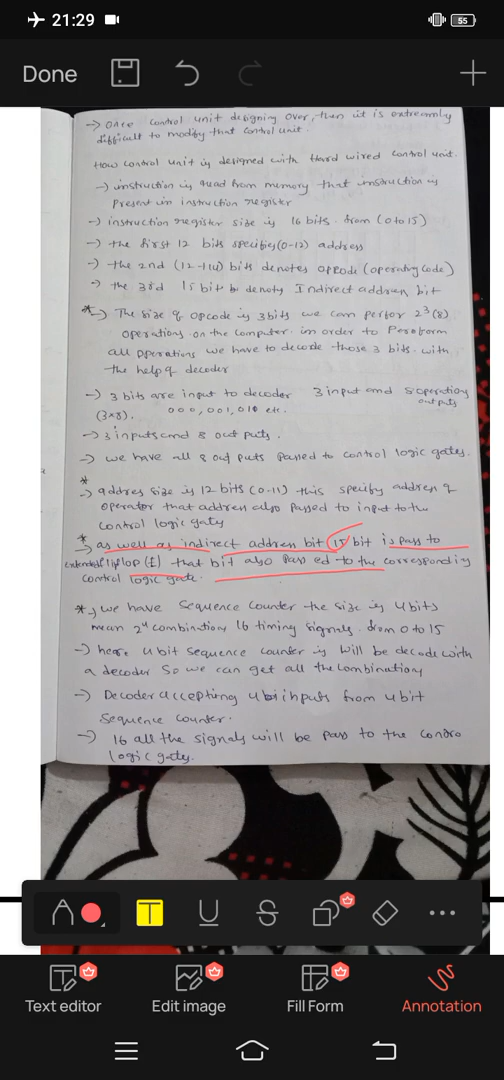 21:29
55
Done
-> once control unit designing over, then it is extreamly
difficult to modify that control unit.
How control unit is designed with Hard wired control unit.
-> instruction is read from memory that instruction is
present in instruction register
-> instruction register size is 16 bits from (0 to 15)
-> the first 12 bits specifies (0-12) address
-> the 2nd (12-14) bits denotes opcode (operating code)
-> the 3rd 15 bit denotes Indirect address bit
* -> The size of opcode is 3 bits we can perfor 2³(8)
operations on the computer. in order to Peroform
all operations we have to decode those 3 bits. with
the help of decoder
-> 3 bits are input to decoder 3 input and 8 operations
(3×8). 000, 001, 010 etc. outputs
-> 3 inputs and 8 out puts.
-> we have all 8 out puts passed to control logic gates.
*
-> address size is 12 bits (0-11) this specify address of
operator that address also passed to input to the
control logic gates
* -> as well as indirect address bit 15 bit is pass to
extended flipflop (I) that bit also passed to the corresponding
control logic gate.
* -> we have Sequence Counter the size is 4 bits
mean 2⁴ combinations 16 timing signals. from 0 to 15
-> here 4 bit sequence counter is will be decode with
a decoder So we can get all the combinations
-> Decoder accepting 4 bit inputs from 4 bit
Sequence Counter.
-> 16 all the signals will be pass to the contro
logic gates.
T
U
S
Text editor
Edit image
Fill Form
Annotation